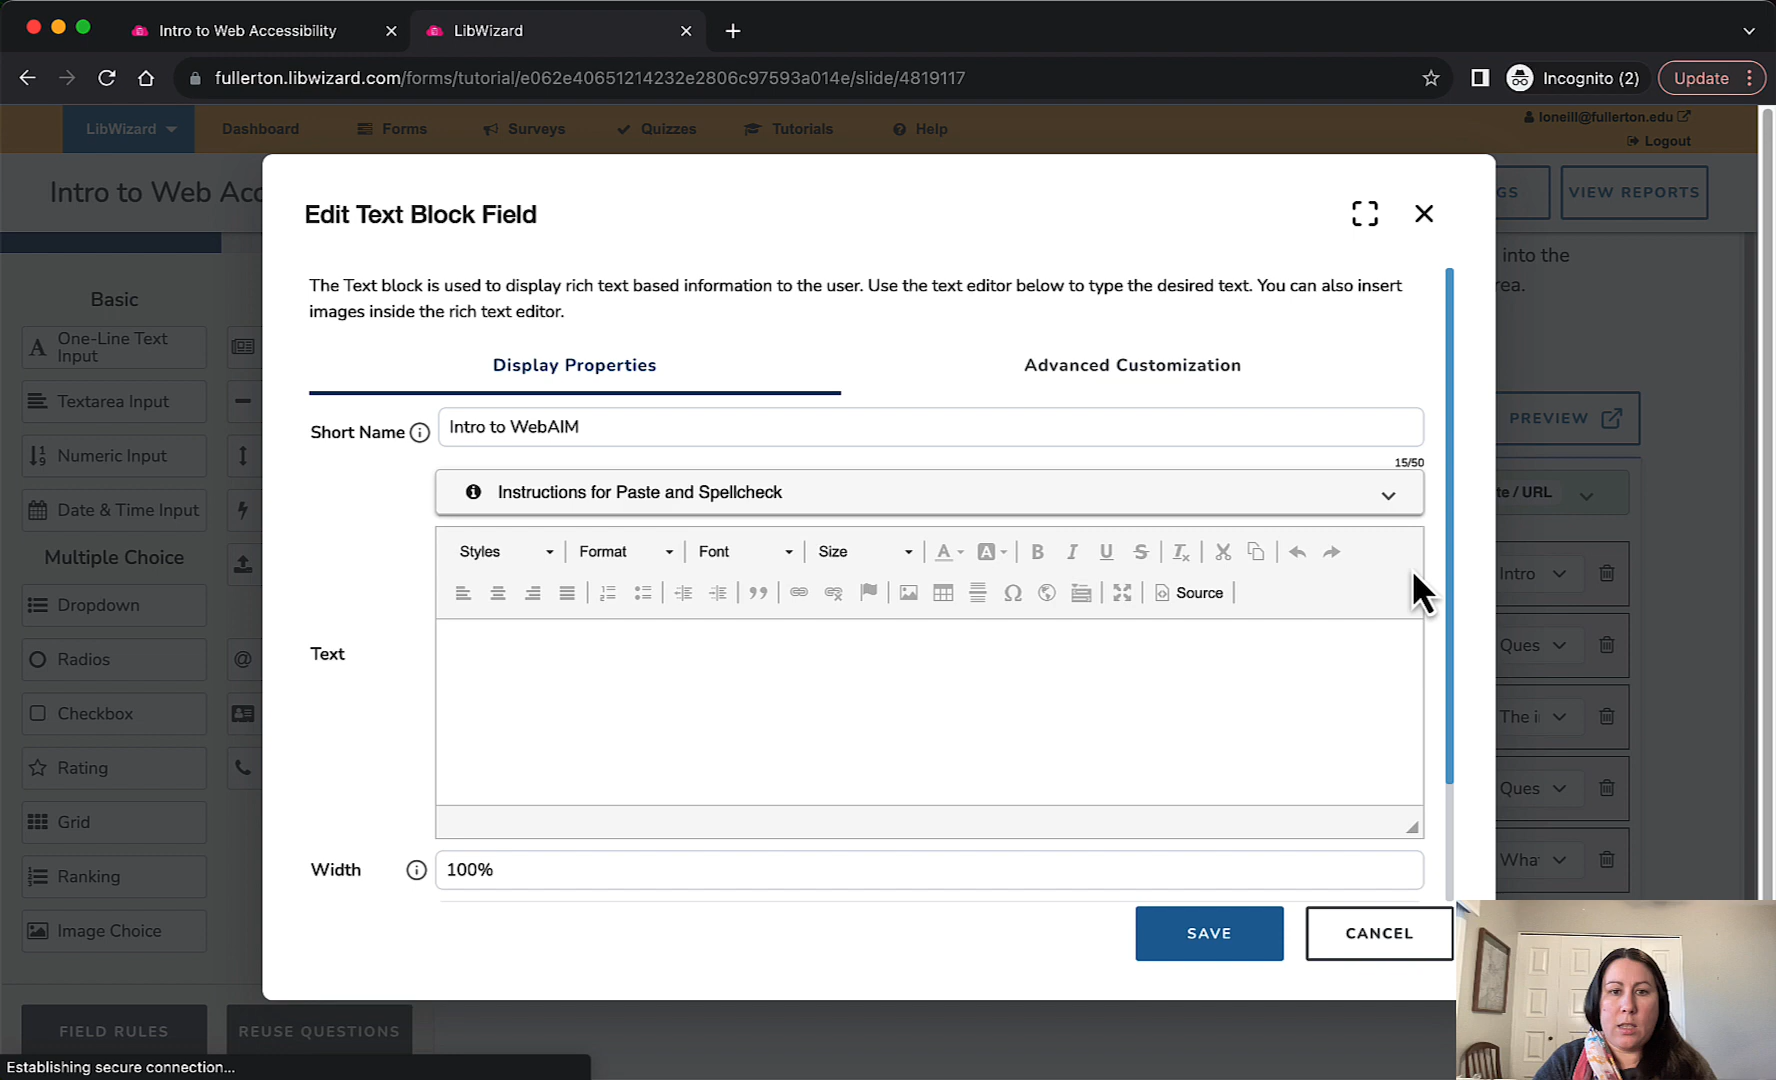 Intro to Web Accessibility
LibWizard
fullerton.libwizard.com/forms/tutorial/e062e40651214232e2806c97593a014e/slide/4819117
Incognito (2)
Update
LibWizard
Dashboard
Forms
Surveys
Quizzes
Tutorials
Help
loneill@fullerton.edu
Logout
Intro to Web Acc
GS
VIEW REPORTS
Edit Text Block Field
into the
rea.
The Text block is used to display rich text based information to the user. Use the text editor below to type the desired text. You can also insert
images inside the rich text editor.
Basic
One-Line Text
Input
Textarea Input
Numeric Input
Date & Time Input
Multiple Choice
Dropdown
Radios
Checkbox
Rating
Grid
Ranking
Image Choice
FIELD RULES
REUSE QUESTIONS
Display Properties
Advanced Customization
Short Name
Intro to WebAIM
15/50
Instructions for Paste and Spellcheck
Styles
Format
Font
Size
Source
Text
Width
100%
SAVE
CANCEL
PREVIEW
te / URL
Intro
Ques
The i
Ques
Wha
Establishing secure connection...